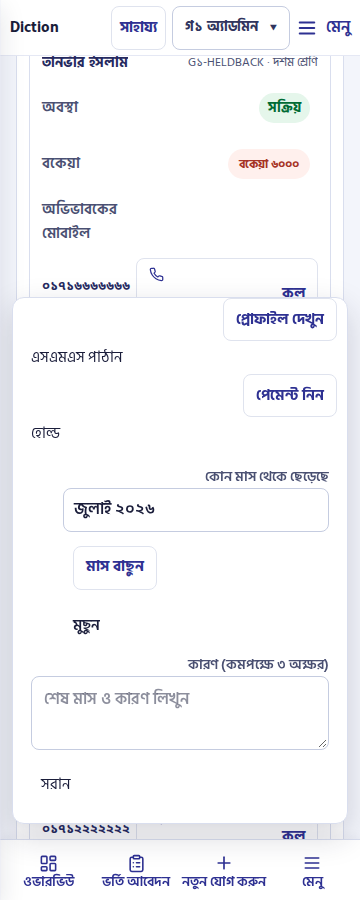 Diction
সাহায্য
গ১ অ্যাডমিন
মেনু
তানভীর ইসলাম
G১-HELDBACK · দশম শ্রেণি
অবস্থা
সক্রিয়
বকেয়া
বকেয়া ৬০০০
অভিভাবকের
মোবাইল
০১৭১৬৬৬৬৬৬৬
কল
প্রোফাইল দেখুন
এসএমএস পাঠান
পেমেন্ট নিন
হোল্ড
কোন মাস থেকে ছেড়েছে
জুলাই ২০২৬
মাস বাছুন
মুছুন
কারণ (কমপক্ষে ৩ অক্ষর)
শেষ মাস ও কারণ লিখুন
সরান
০১৭১২২২২২২২
কল
ওভারভিউ
ভর্তি আবেদন
নতুন যোগ করুন
মেনু